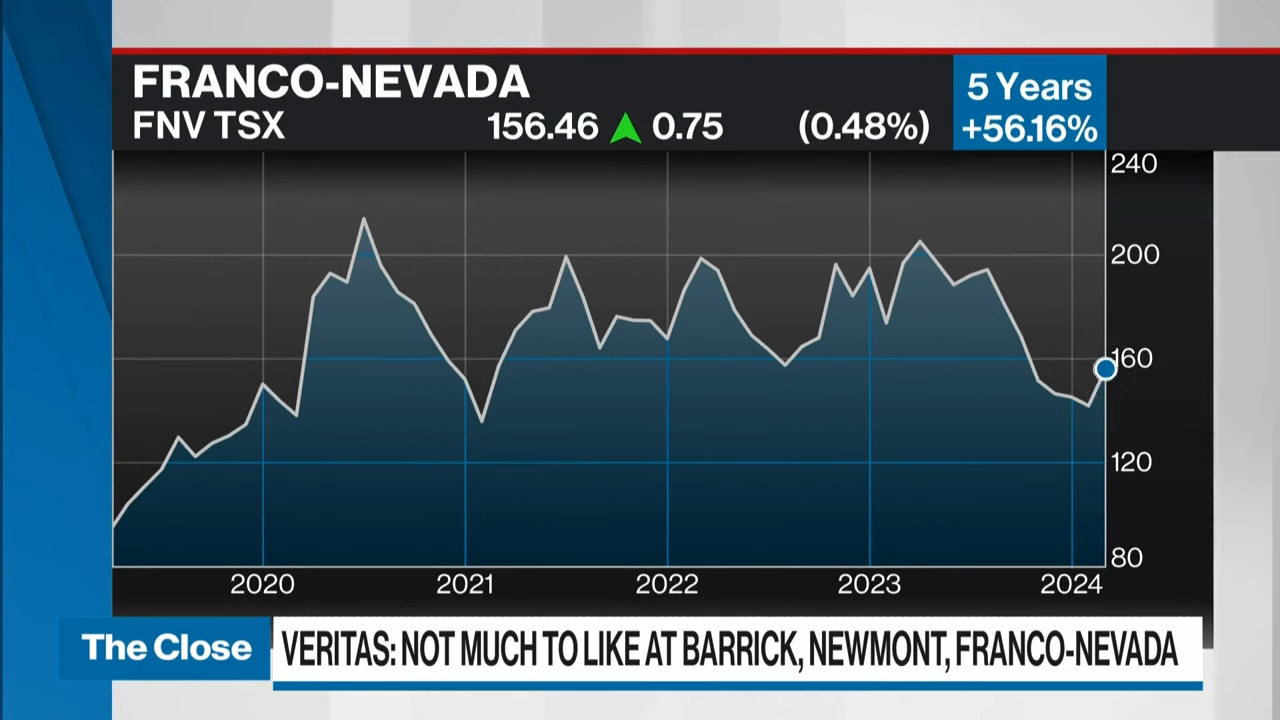 FRANCO-NEVADA
FNV TSX 156.46 ▲ 0.75 (0.48%)
5 Years
+56.16%
240
200
160
120
80
2020 2021 2022 2023 2024
The Close
VERITAS: NOT MUCH TO LIKE AT BARRICK, NEWMONT, FRANCO-NEVADA